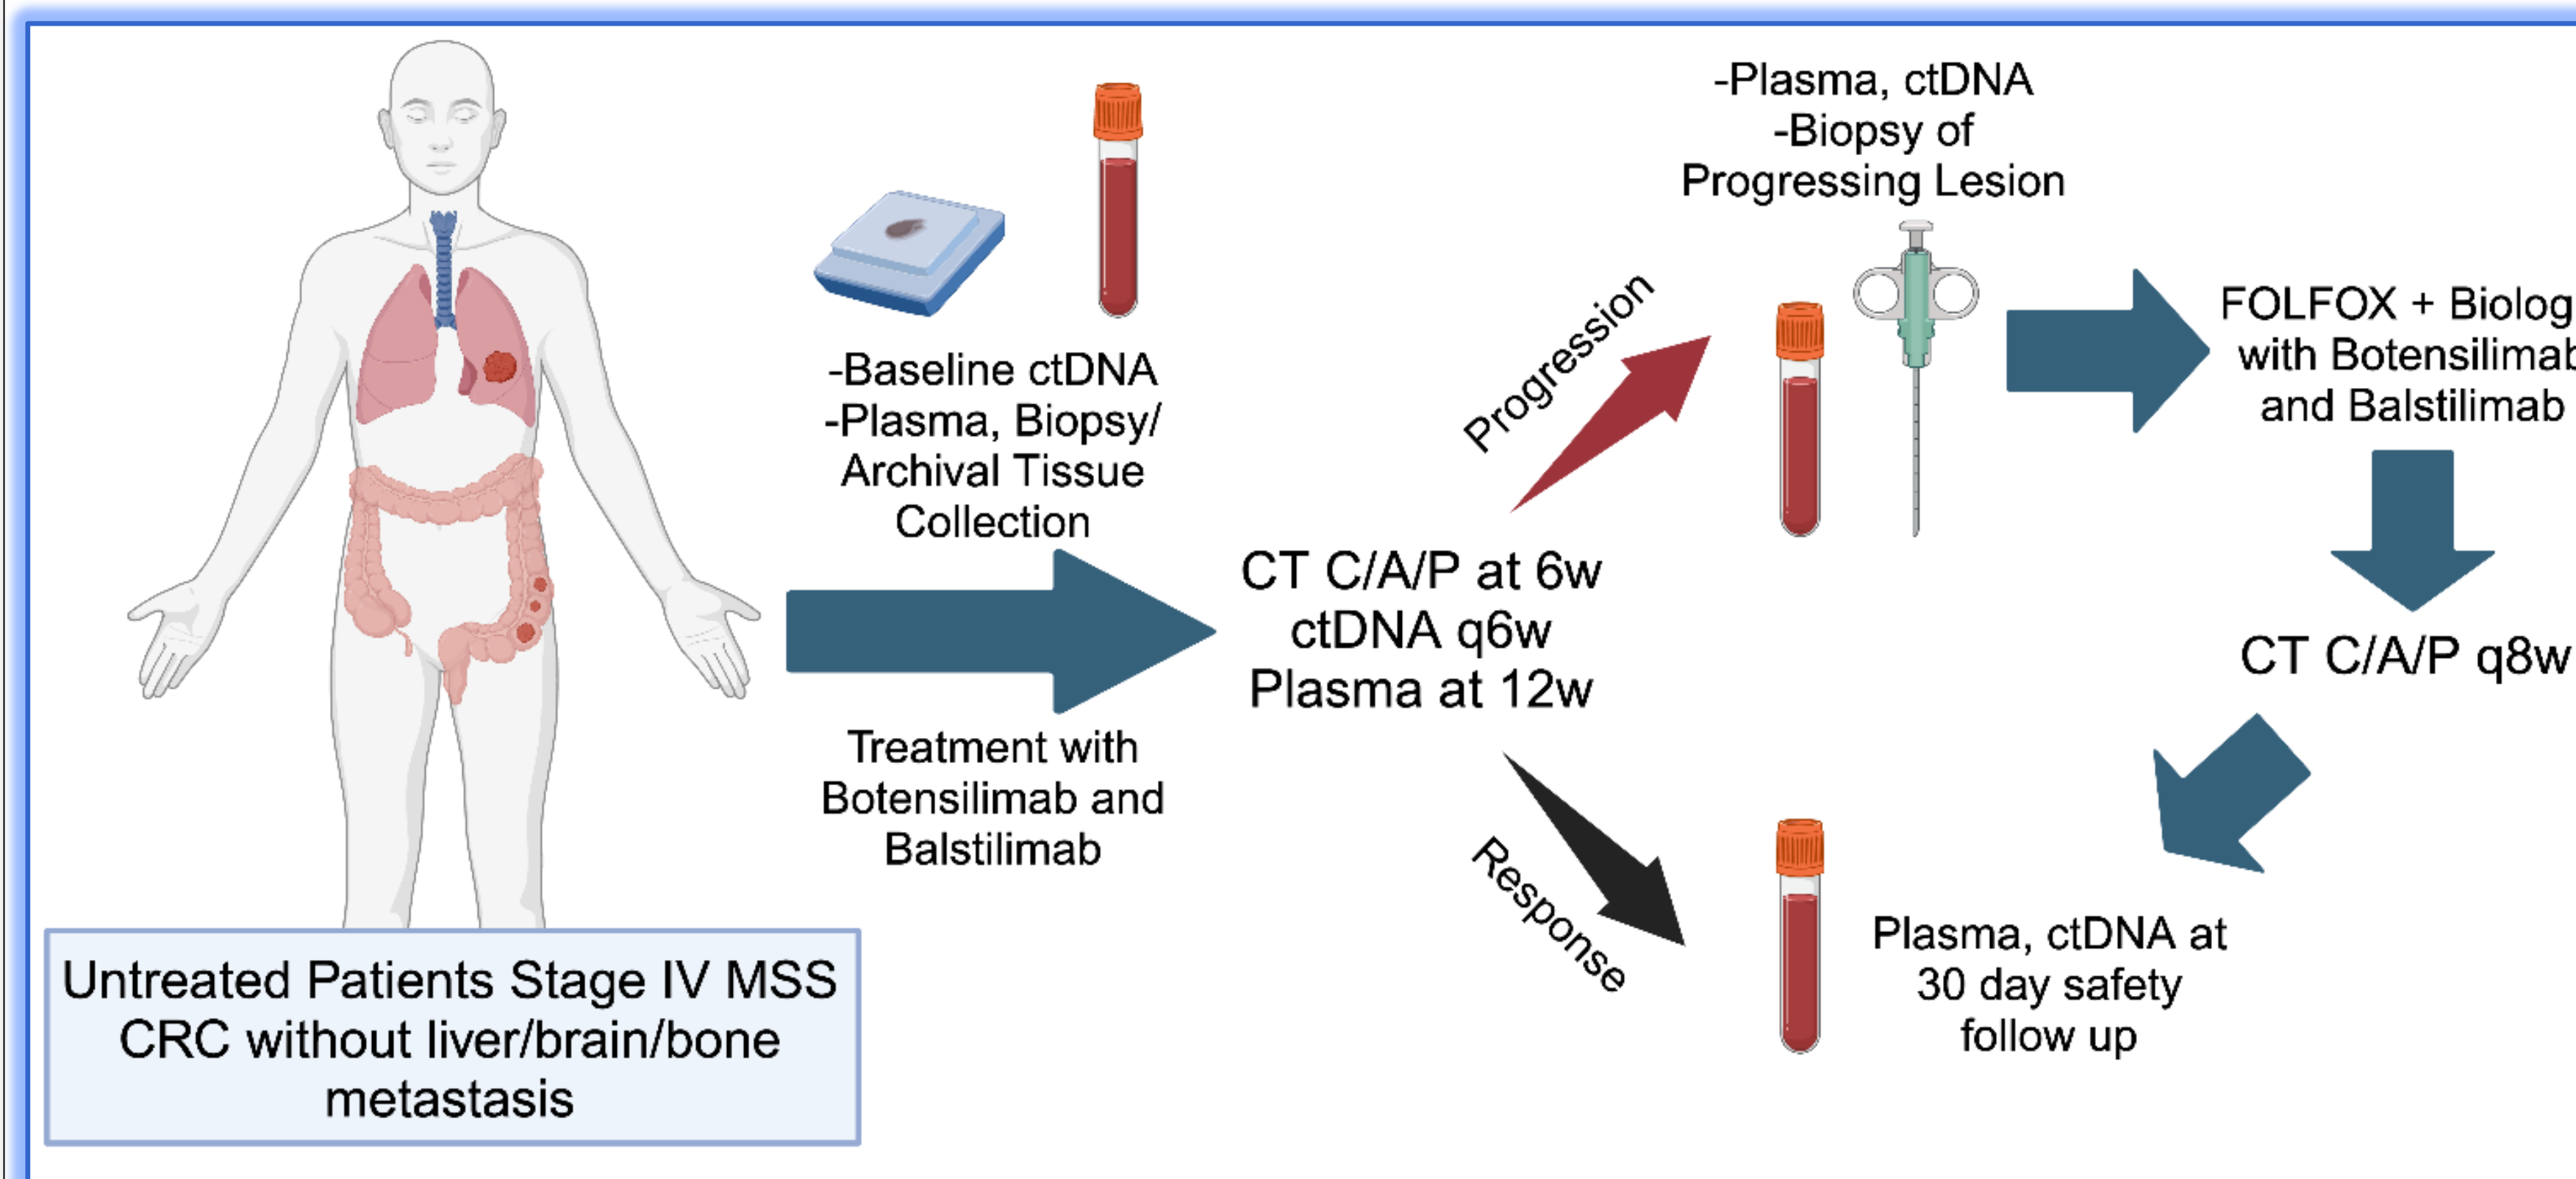 -Baseline ctDNA
-Plasma, Biopsy/
Archival Tissue
Collection
Treatment with
Botensilimab and
Balstilimab
Untreated Patients Stage IV MSS
CRC without liver/brain/bone
metastasis
CT C/A/P at 6w
ctDNA q6w
Plasma at 12w
Progression
-Plasma, ctDNA
-Biopsy of
Progressing Lesion
FOLFOX +
with
and Balstilimab
CT C/A/P q8w
Response
Plasma, ctDNA at
30 day safety
follow up